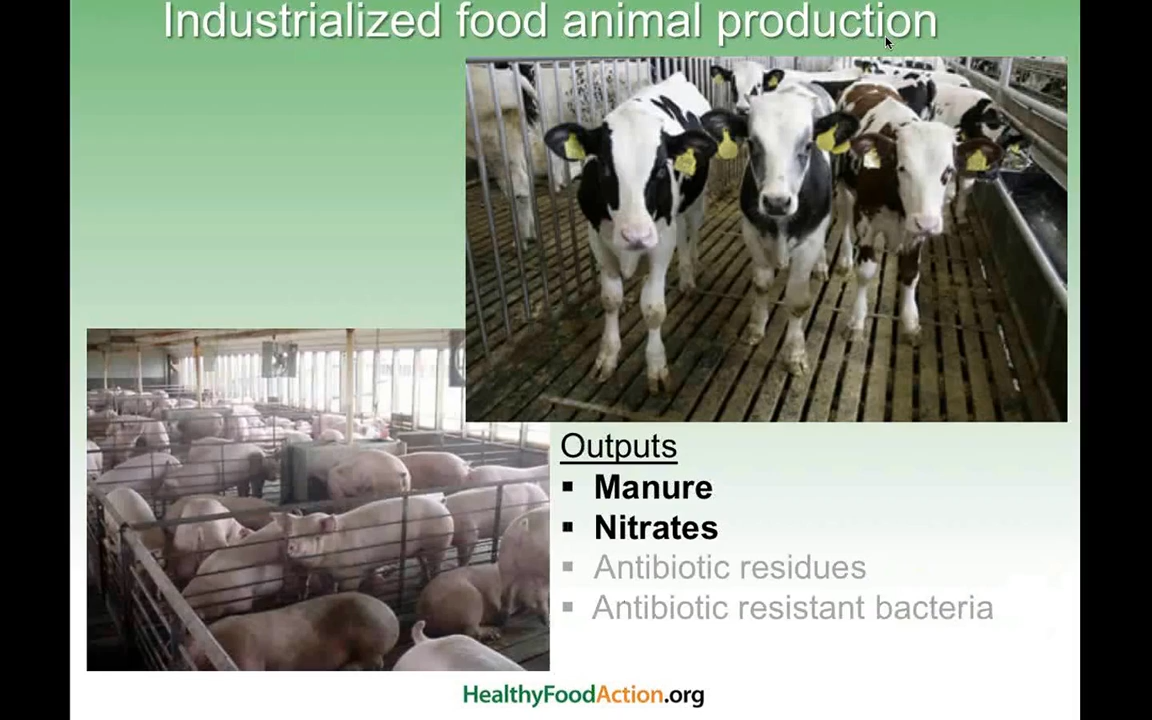 Industrialized food animal production
Outputs
▪ Manure
▪ Nitrates
▪ Antibiotic residues
▪ Antibiotic resistant bacteria
HealthyFoodAction.org